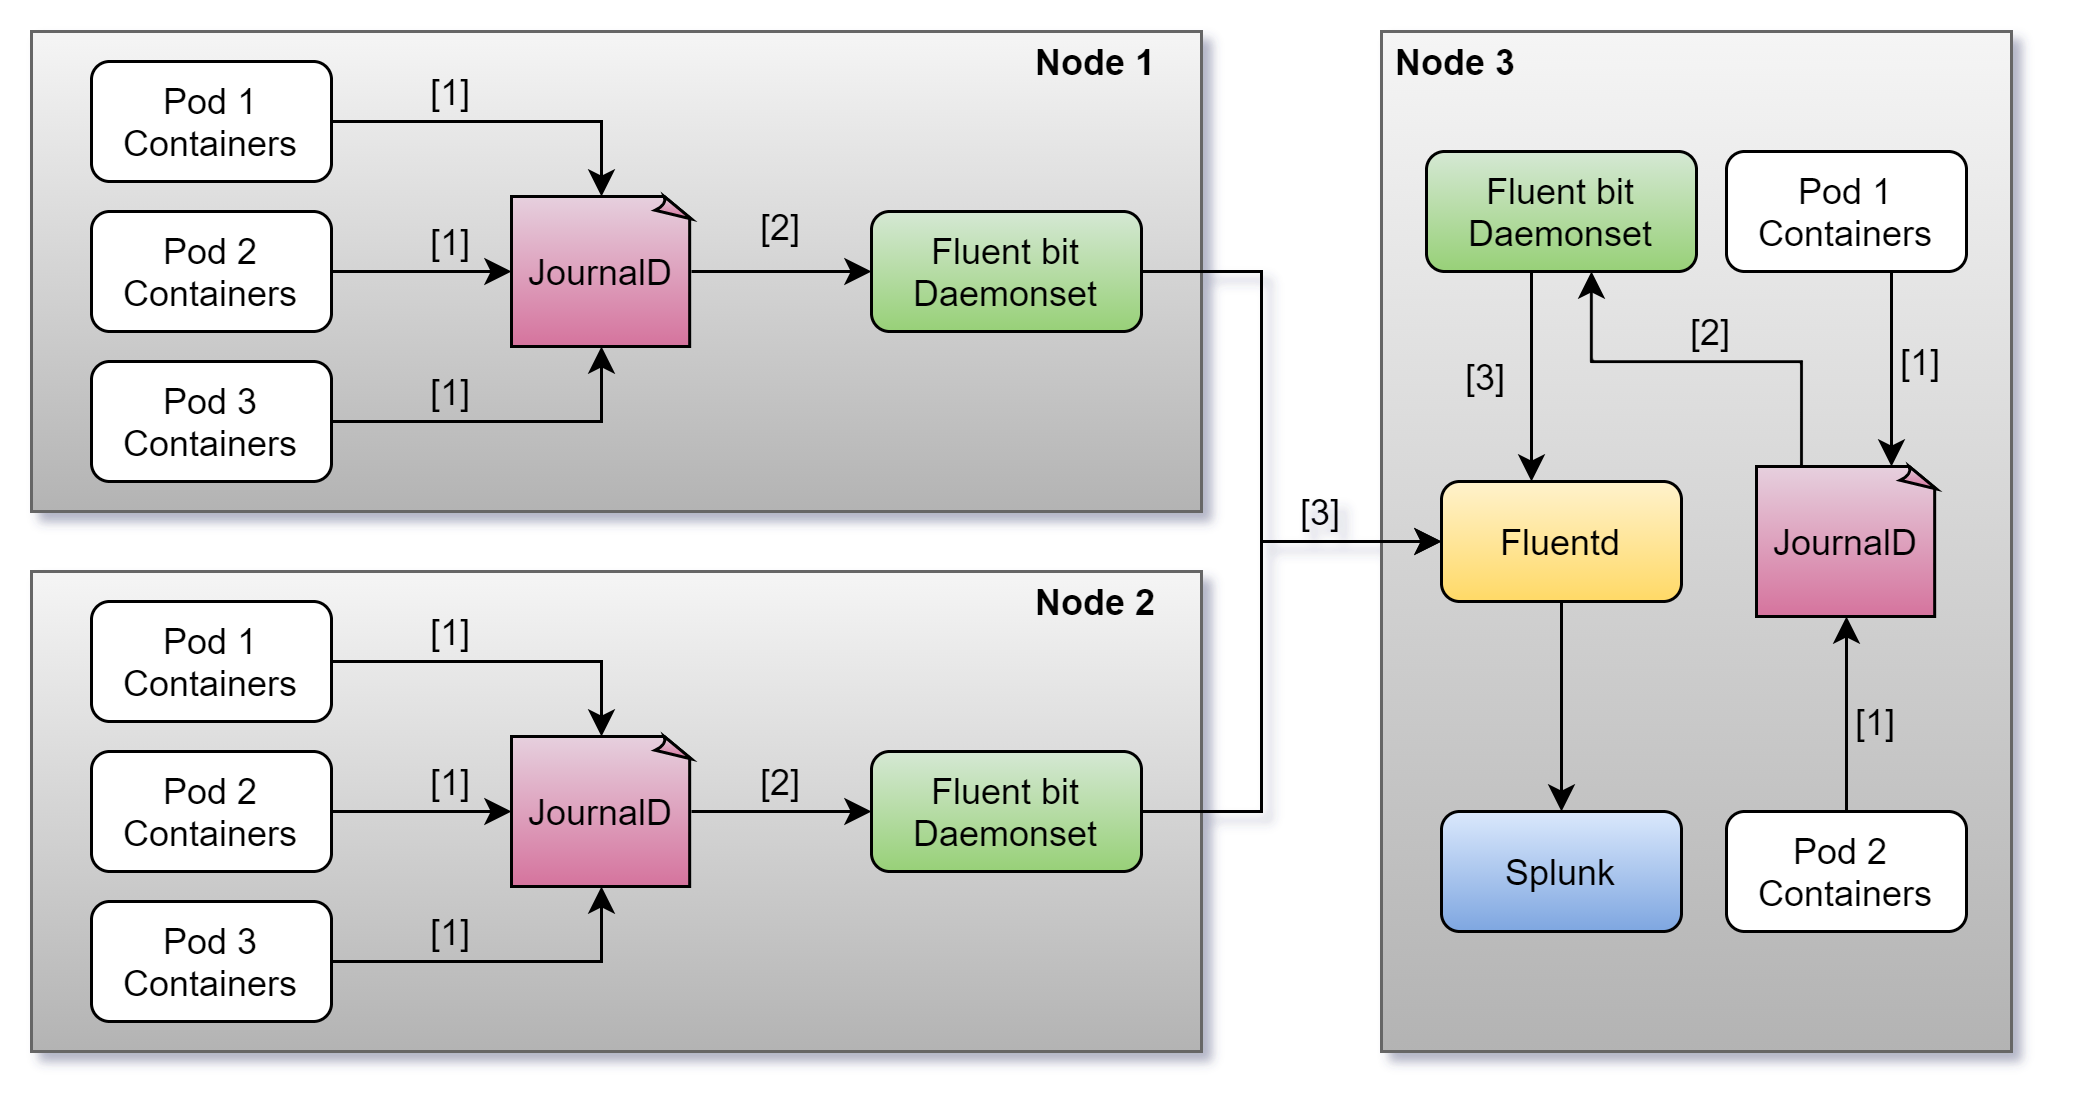 Node 1
Pod 1
Containers
[1]
Pod 2
Containers
[1]
Pod 3
Containers
[1]
JournalD
[2]
Fluent bit
Daemonset
Node 2
Pod 1
Containers
[1]
Pod 2
Containers
[1]
Pod 3
Containers
[1]
JournalD
[2]
Fluent bit
Daemonset
[3]
Node 3
Fluent bit
Daemonset
Pod 1
Containers
[2]
[3]
[1]
Fluentd
JournalD
[1]
Splunk
Pod 2
Containers